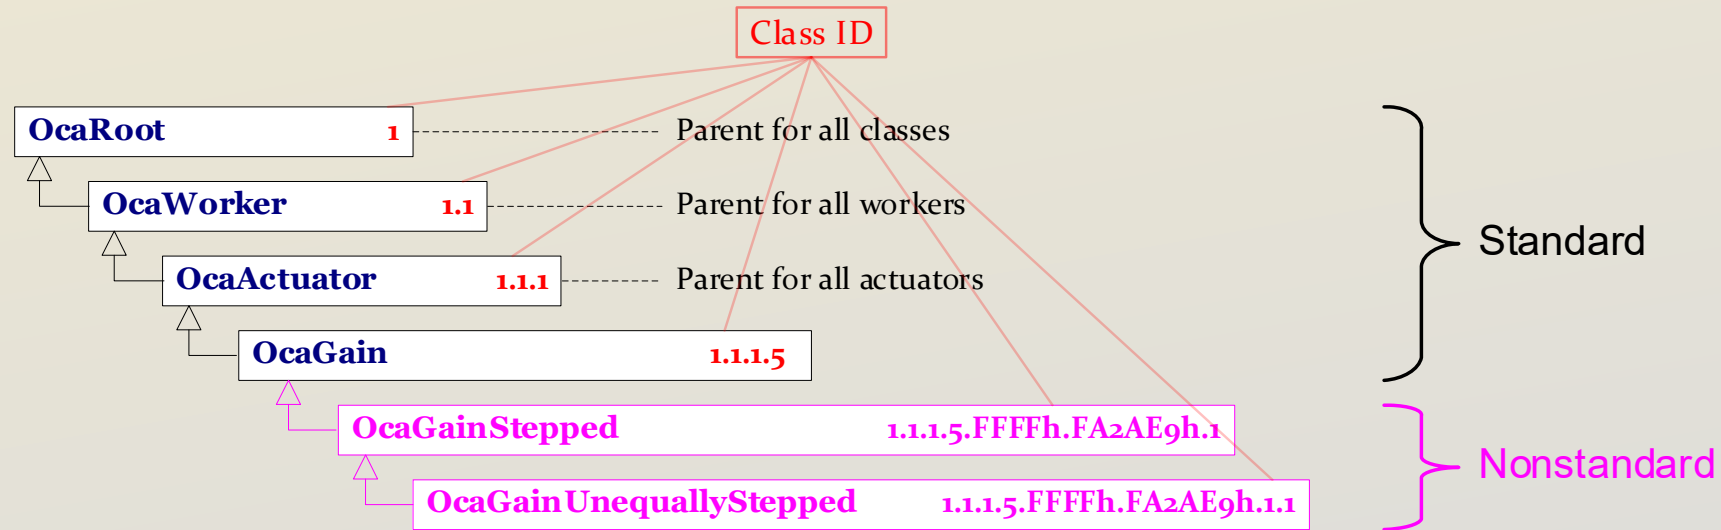 Class ID
OcaRoot 1 Parent for all classes
OcaWorker 1.1 Parent for all workers
OcaActuator 1.1.1 Parent for all actuators
Standard
OcaGain 1.1.1.5
OcaGainStepped 1.1.1.5.FFFFh.FA2AE9h.1
Nonstandard
OcaGainUnequallyStepped 1.1.1.5.FFFFh.FA2AE9h.1.1